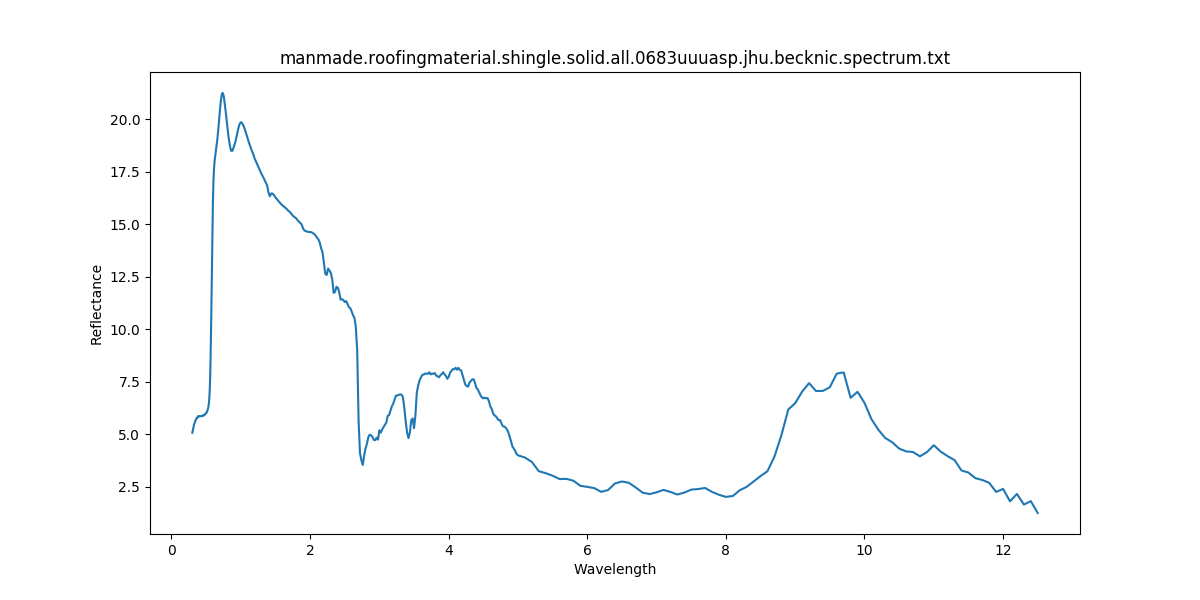 manmade.roofingmaterial.shingle.solid.all.0683uuuasp.jhu.becknic.spectrum.txt
20.0
17.5
15.0
12.5
10.0
7.5
5.0
2.5
Reflectance
0 2 4 6 8 10 12
Wavelength